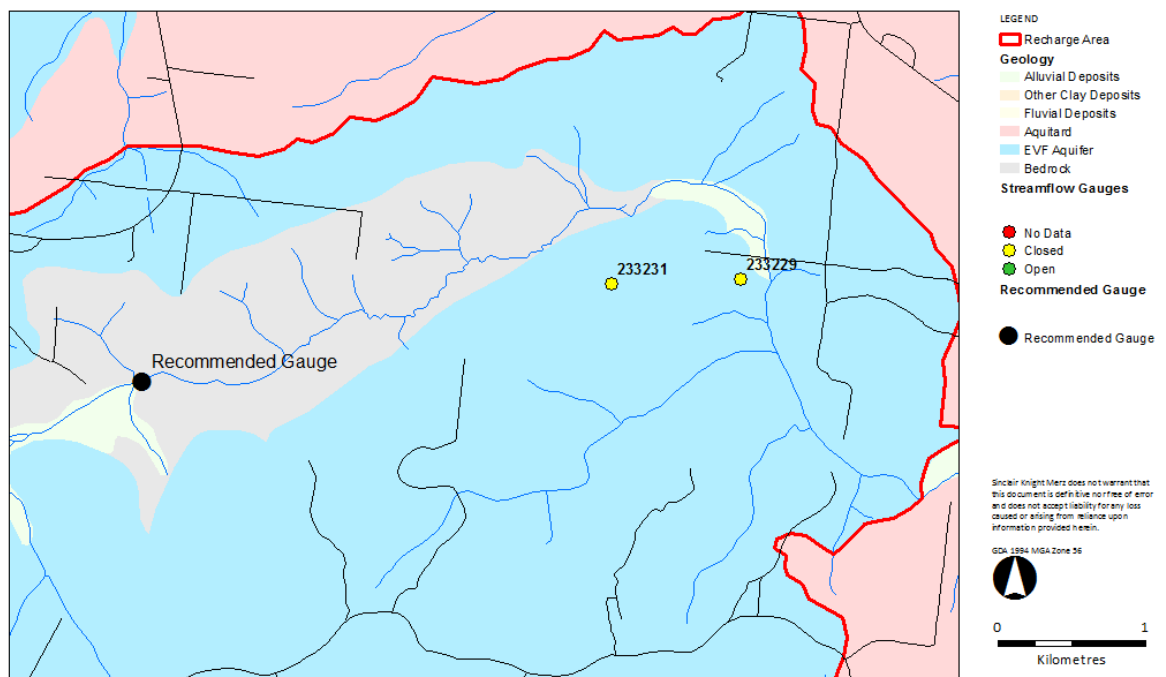 233231
233229
Recommended Gauge
LEGEND
Recharge Area
Geology
Alluvial Deposits
Other Clay Deposits
Fluvial Deposits
Aquitard
EVF Aquifer
Bedrock
Streamflow Gauges
No Data
Closed
Open
Recommended Gauge
Recommended Gauge
Sinclair Knight Merz does not warrant that
this document is definitive nor free of error
and does not accept liability for any loss
caused or arising from reliance upon
information provided herein.
GDA 1994 MGA Zone 56
0 1
Kilometres